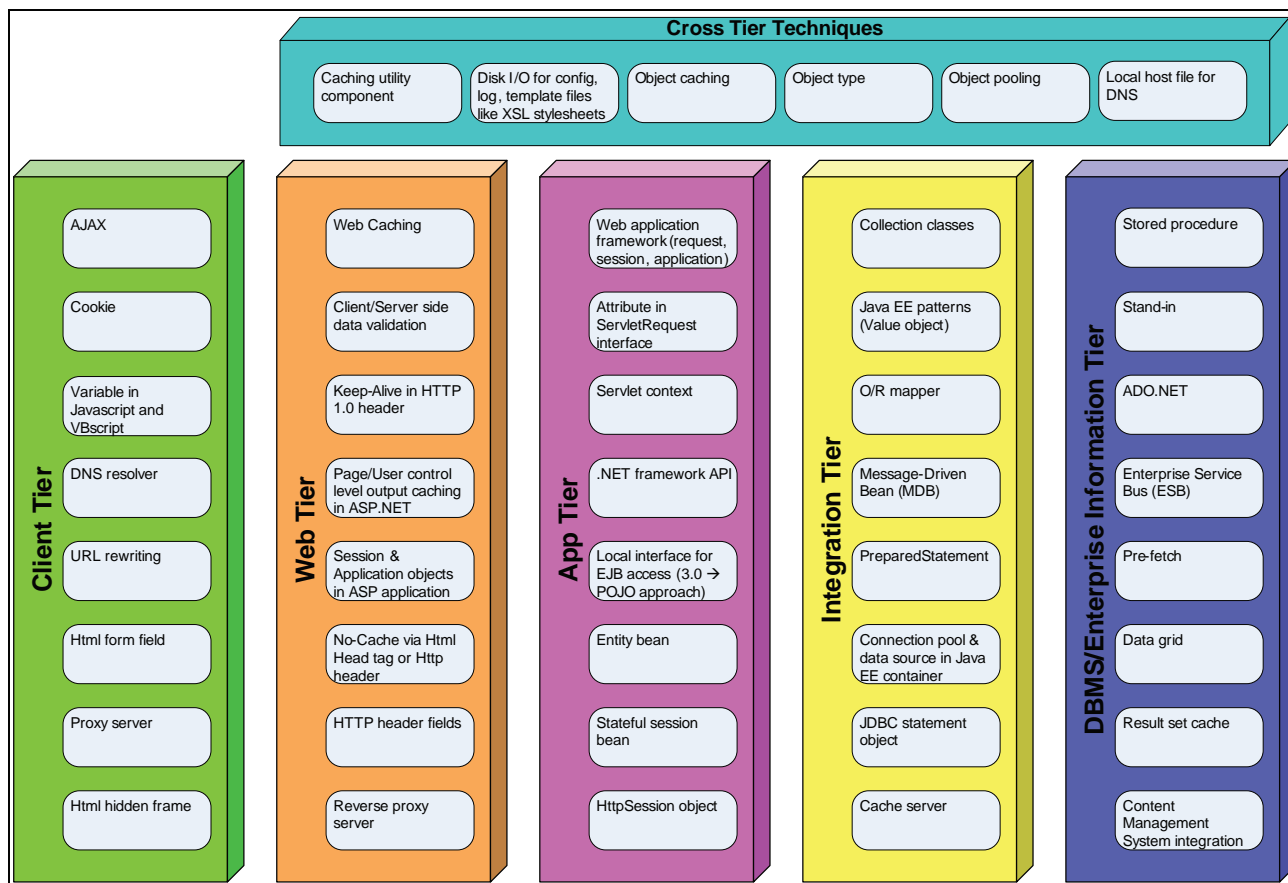 Cross Tier Techniques
Caching utility
component
Disk I/O for config,
log, template files
like XSL stylesheets
Object caching
Object type
Object pooling
Local host file for
DNS
Client Tier
AJAX
Cookie
Variable in
Javascript and
VBscript
DNS resolver
URL rewriting
Html form field
Proxy server
Html hidden frame
Web Tier
Web Caching
Client/Server side
data validation
Keep-Alive in HTTP
1.0 header
Page/User control
level output caching
in ASP.NET
Session &
Application objects
in ASP application
No-Cache via Html
Head tag or Http
header
HTTP header fields
Reverse proxy
server
App Tier
Web application
framework (request,
session, application)
Attribute in
ServletRequest
interface
Servlet context
.NET framework API
Local interface for
EJB access (3.0 →
POJO approach)
Entity bean
Stateful session
bean
HttpSession object
Integration Tier
Collection classes
Java EE patterns
(Value object)
O/R mapper
Message-Driven
Bean (MDB)
PreparedStatement
Connection pool &
data source in Java
EE container
JDBC statement
object
Cache server
DBMS/Enterprise Information Tier
Stored procedure
Stand-in
ADO.NET
Enterprise Service
Bus (ESB)
Pre-fetch
Data grid
Result set cache
Content
Management
System integration